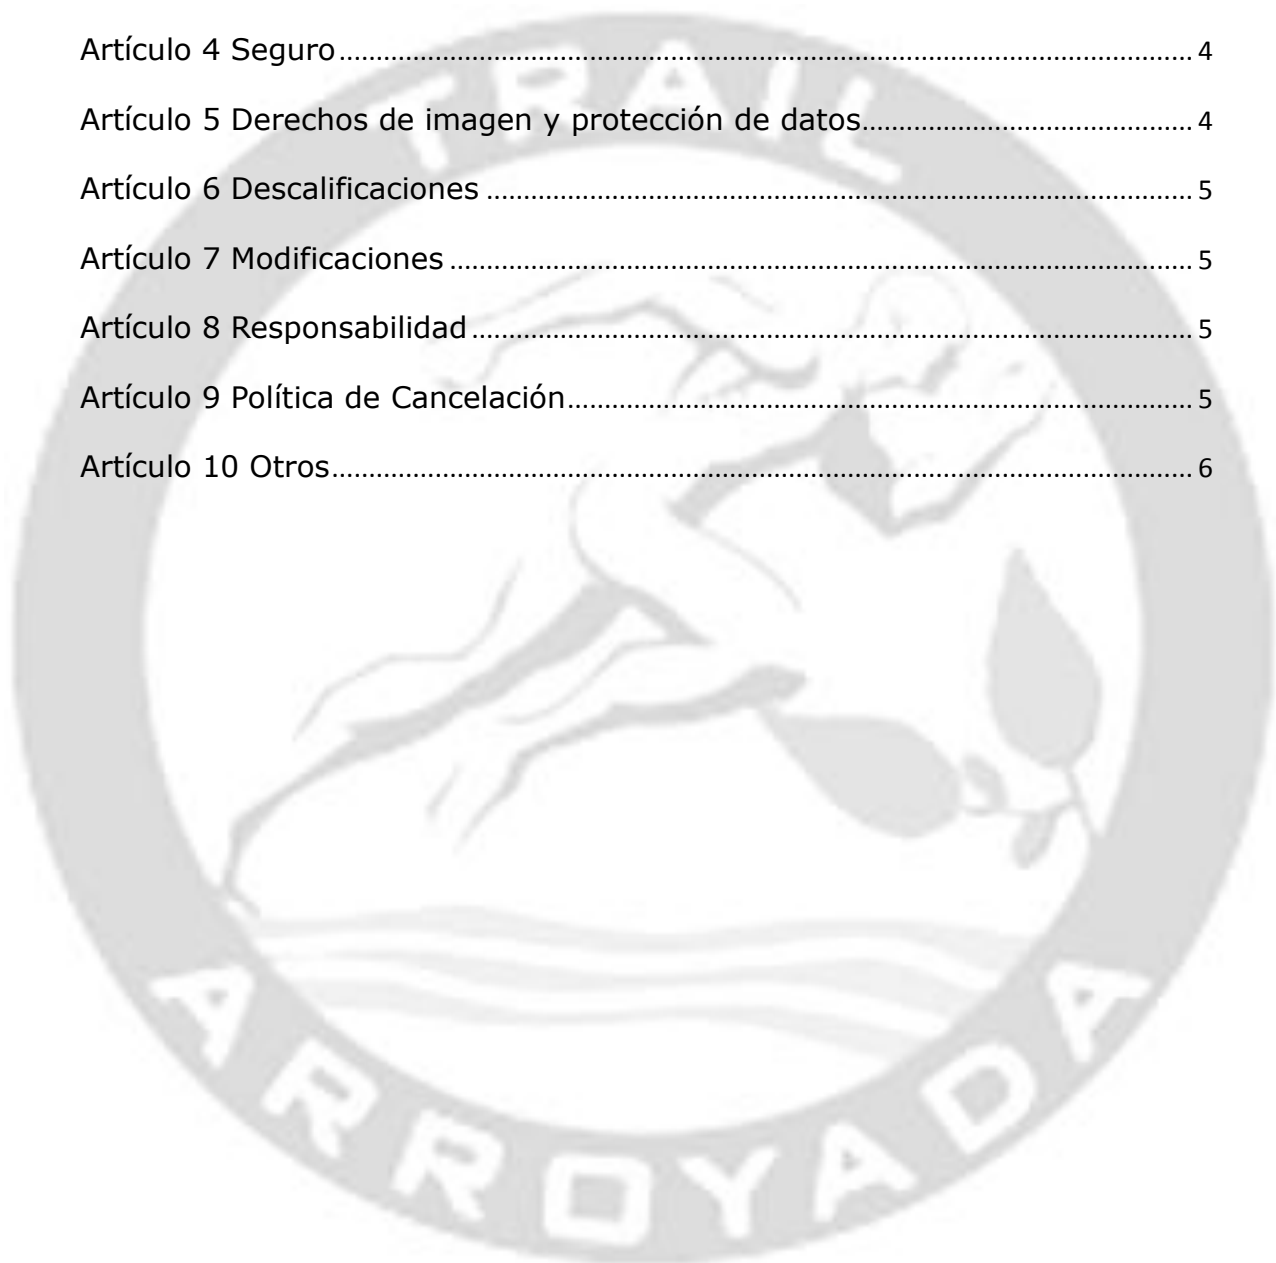 Artículo 4 Seguro........................................................................................................ 4
Artículo 5 Derechos de imagen y protección de datos........................................ 4
Artículo 6 Descalificaciones ...................................................................................... 5
Artículo 7 Modificaciones ........................................................................................... 5
Artículo 8 Responsabilidad........................................................................................ 5
Artículo 9 Política de Cancelación............................................................................ 5
Artículo 10 Otros......................................................................................................... 6
TRAIL
ARROYADA